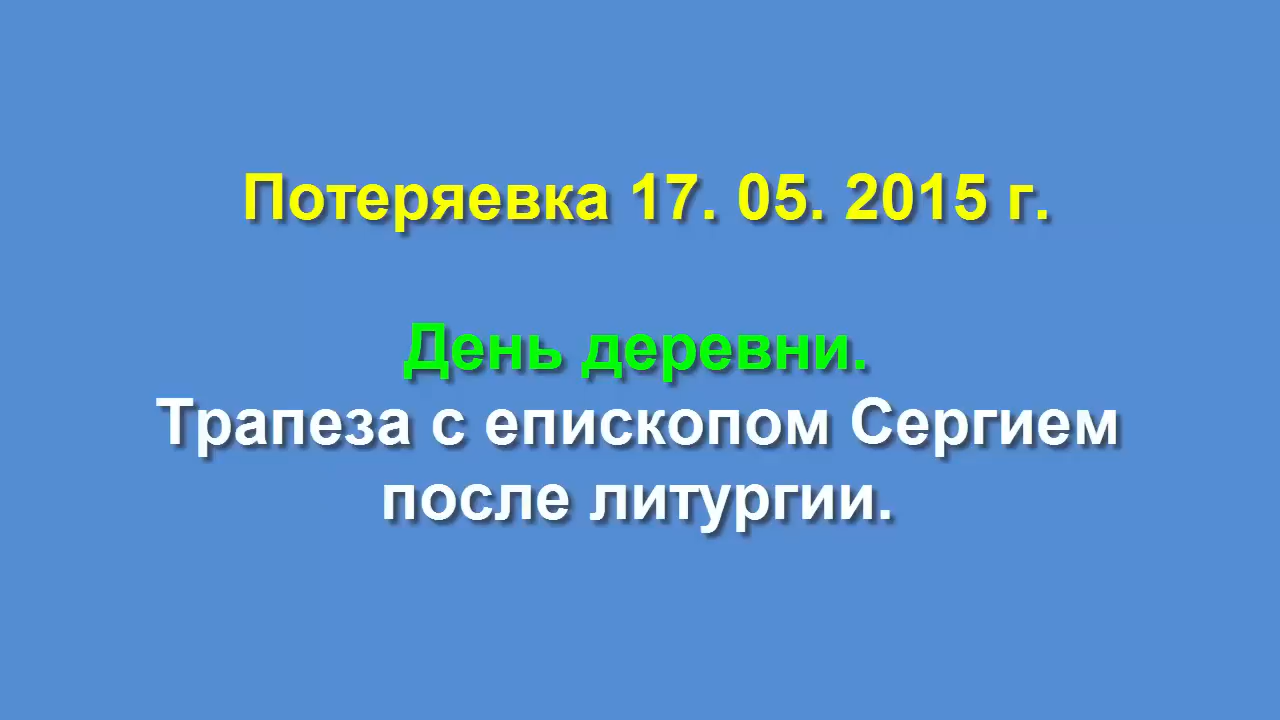 Потеряевка 17. 05. 2015 г.
День деревни.
Трапеза с епископом Сергием
после литургии.